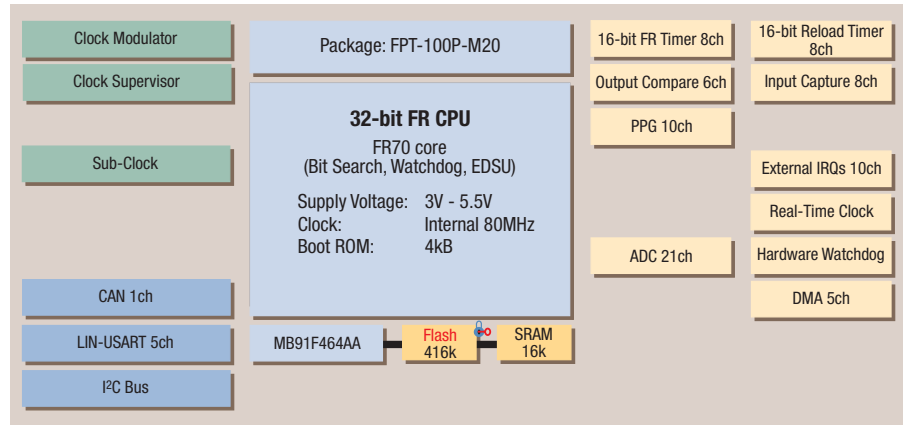 Clock Modulator
Clock Supervisor
Sub-Clock
CAN 1ch
LIN-USART 5ch
I²C Bus
Package: FPT-100P-M20
32-bit FR CPU
FR70 core
(Bit Search, Watchdog, EDSU)
Supply Voltage: 3V - 5.5V
Clock: Internal 80MHz
Boot ROM: 4kB
MB91F464AA
Flash
416k
SRAM
16k
16-bit FR Timer 8ch
Output Compare 6ch
PPG 10ch
ADC 21ch
16-bit Reload Timer
8ch
Input Capture 8ch
External IRQs 10ch
Real-Time Clock
Hardware Watchdog
DMA 5ch